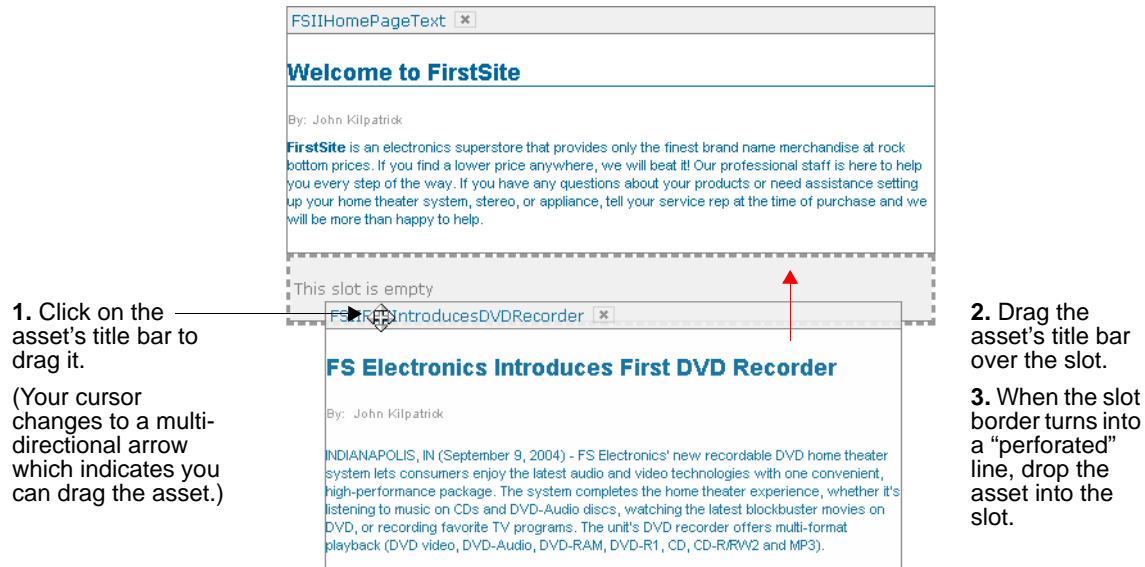 FSIIHomePageText
Welcome to FirstSite
By: John Kilpatrick
FirstSite is an electronics superstore that provides only the finest brand name merchandise at rock
bottom prices. If you find a lower price anywhere, we will beat it! Our professional staff is here to help
you every step of the way. If you have any questions about your products or need assistance setting
up your home theater system, stereo, or appliance, tell your service rep at the time of purchase and we
will be more than happy to help.
This slot is empty
1. Click on the
asset's title bar to
drag it.
(Your cursor
changes to a multi-
directional arrow
which indicates you
can drag the asset.)
IntroducesDVDRecorder
FS Electronics Introduces First DVD Recorder
By: John Kilpatrick
INDIANAPOLIS, IN (September 9, 2004) - FS Electronics' new recordable DVD home theater
system lets consumers enjoy the latest audio and video technologies with one convenient,
high-performance package. The system completes the home theater experience, whether it's
listening to music on CDs and DVD-Audio discs, watching the latest blockbuster movies on
DVD, or recording favorite TV programs. The unit's DVD recorder offers multi-format
playback (DVD video, DVD-Audio, DVD-RAM, DVD-R1, CD, CD-R/RW2 and MP3).
2. Drag the
asset's title bar
over the slot.
3. When the slot
border turns into
a “perforated”
line, drop the
asset into the
slot.